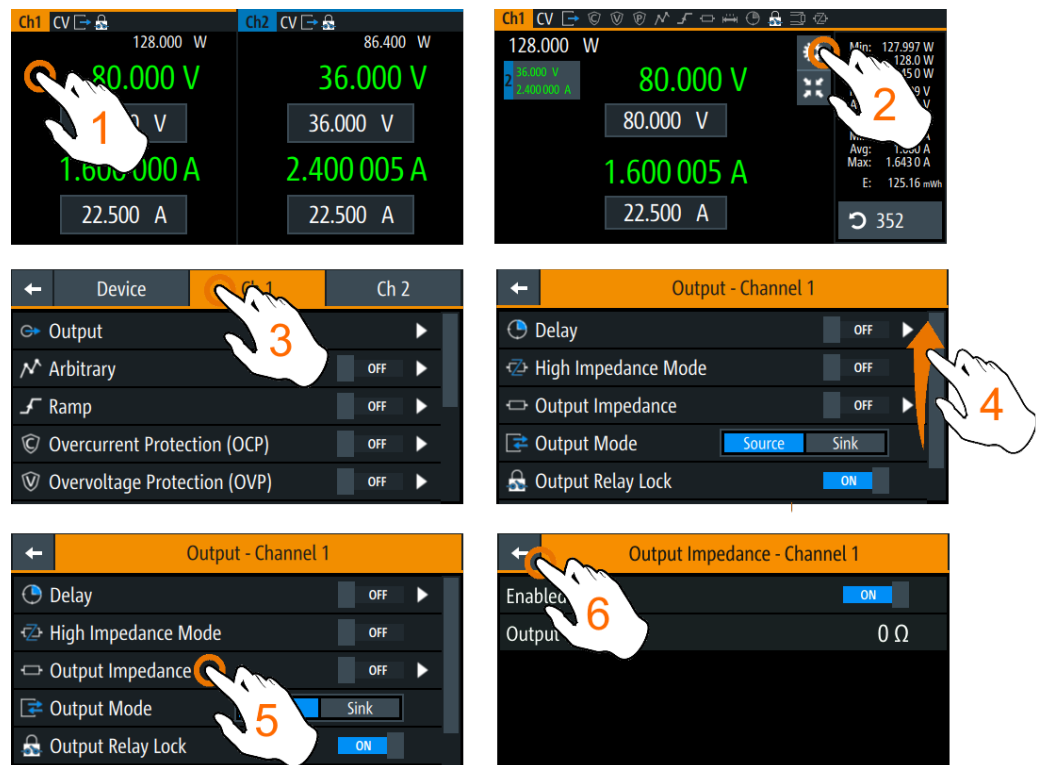 Ch1 CV
128.000 W
80.000 V
V
1.600 000 A
22.500 A
1
Ch2 CV
86.400 W
36.000 V
36.000 V
2.400 005 A
22.500 A
Ch1 CV
128.000 W
2 36.000 V
2.400 000 A
80.000 V
80.000 V
1.600 005 A
22.500 A
Min: 127.997 W
128.0 W
W
V
V
A
Avg: A
Max: 1.643 0 A
E: 125.16 mWh
352
2
Device
Ch 1
Ch 2
Output
Arbitrary OFF
Ramp OFF
Overcurrent Protection (OCP) OFF
Overvoltage Protection (OVP) OFF
3
Output - Channel 1
Delay OFF
High Impedance Mode OFF
Output Impedance OFF
Output Mode Source Sink
Output Relay Lock ON
4
Output - Channel 1
Delay OFF
High Impedance Mode OFF
Output Impedance OFF
Output Mode Sink
Output Relay Lock ON
5
Output Impedance - Channel 1
Enabled ON
Output 0 Ω
6